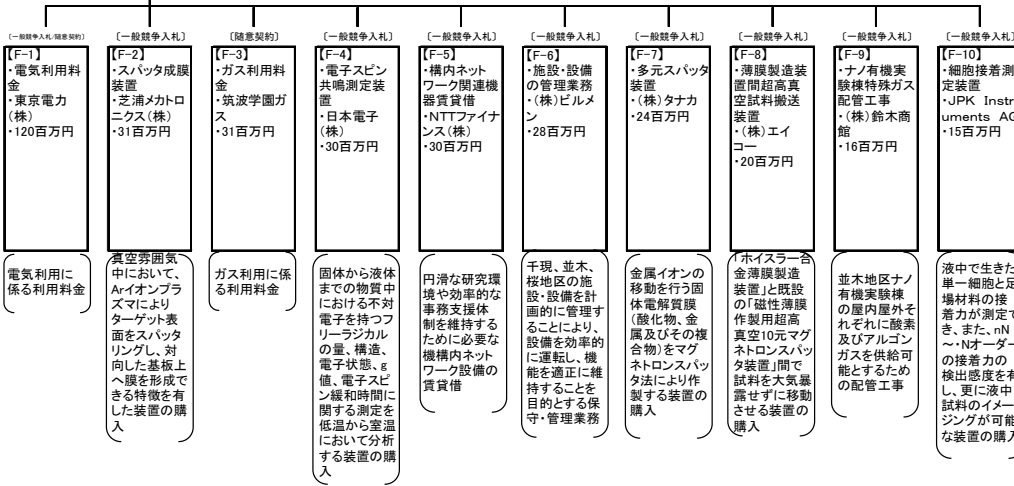 〔一般競争入札/随意契約〕
【F-1】
・電気利用料
金
・東京電力
(株)
・120百万円
電気利用に
係る利用料金
〔一般競争入札〕
【F-2】
・スパッタ成膜
装置
・芝浦メカトロ
ニクス(株)
・31百万円
真空雰囲気
中において、
Arイオンプラ
ズマにより
ターゲット表
面をスパッタ
リングし、対
向した基板上
へ膜を形成で
きる特徴を有
した装置の購
入
〔随意契約〕
【F-3】
・ガス利用料
金
・筑波学園ガ
ス
・31百万円
ガス利用に係
る利用料金
〔一般競争入札〕
【F-4】
・電子スピン
共鳴測定装
置
・日本電子
(株)
・30百万円
固体から液体
までの物質中
における不対
電子を持つフ
リーラジカル
の量、構造、
電子状態、g
値、電子スピ
ン緩和時間に
関する測定を
低温から室温
において分析
する装置の購
入
〔一般競争入札〕
【F-5】
・構内ネット
ワーク関連機
器賃貸借
・NTTファイナ
ンス(株)
・30百万円
円滑な研究環
境や効率的な
事務支援体
制を維持する
ために必要な
機構内ネット
ワーク設備の
賃貸借
〔一般競争入札〕
【F-6】
・施設・設備
の管理業務
・(株)ビルメ
ン
・28百万円
千現、並木、
桜地区の施
設・設備を計
画的に管理す
ることにより、
設備を効率的
に運転し、機
能を適正に維
持することを
目的とする保
守・管理業務
〔一般競争入札〕
【F-7】
・多元スパッタ
装置
・(株)タナカ
・24百万円
金属イオンの
移動を行う固
体電解質膜
(酸化物、金
属及びその複
合物)をマグ
ネトロンスパッ
タ法により作
製する装置の
購入
〔一般競争入札〕
【F-8】
・薄膜製造装
置間超高真
空試料搬送
装置
・(株)エイ
コー
・20百万円
「ホイスラー合
金薄膜製造
装置」と既設
の「磁性薄膜
作製用超高
真空10元マグ
ネトロンスパッ
タ装置」間で
試料を大気暴
露せずに移動
させる装置の
購入
〔一般競争入札〕
【F-9】
・ナノ有機実
験棟特殊ガス
配管工事
・(株)鈴木商
館
・16百万円
並木地区ナノ
有機実験棟
の屋内屋外そ
れぞれに酸素
及びアルゴン
ガスを供給可
能とするため
の配管工事
〔一般競争入札〕
【F-10】
・細胞接着測
定装置
・JPK Instr
uments AG
・15百万円
液中で生きた
単一細胞と足
場材料の接
着力が測定で
き、また、nN
~・Nオーダー
の接着力の
検出感度を有
し、更に液中
試料のイメー
ジングが可能
な装置の購入